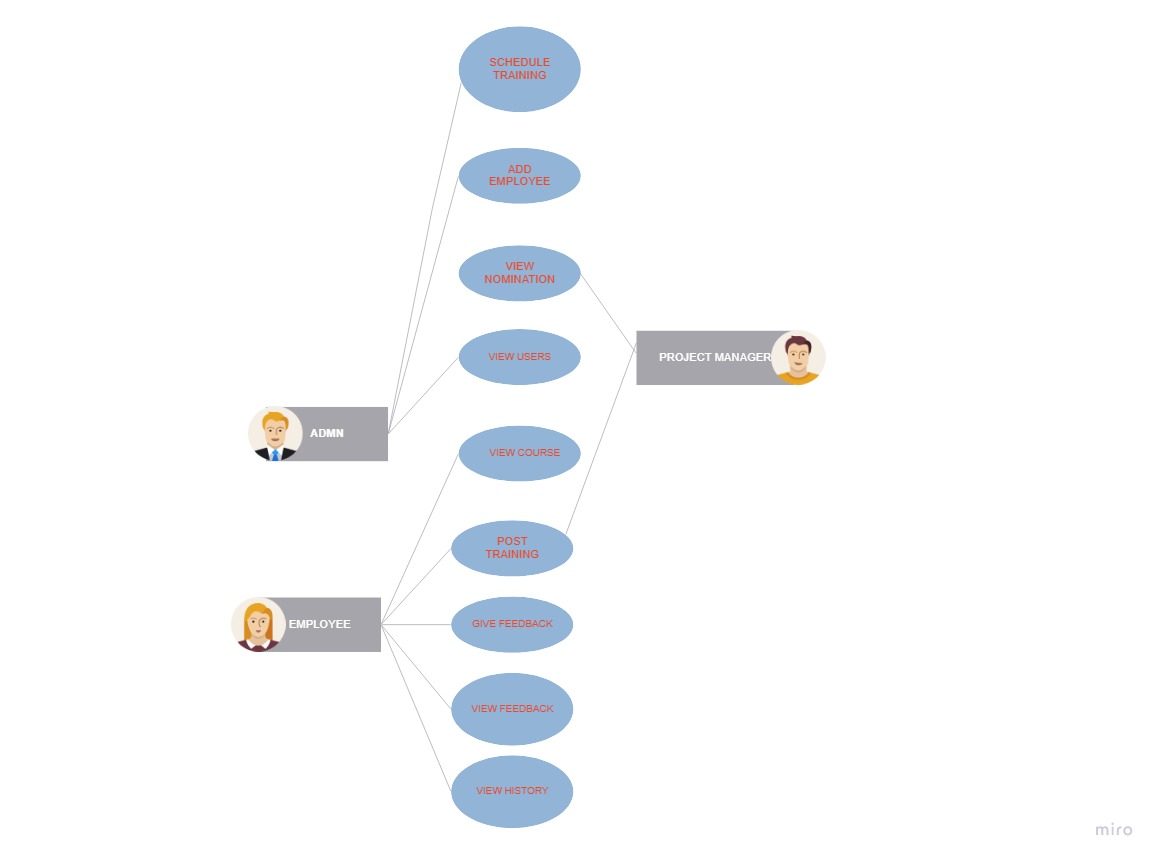 SCHEDULE
TRAINING
ADD
EMPLOYEE
VIEW
NOMINATION
VIEW USERS
PROJECT MANAGER
ADMN
VIEW COURSE
POST
TRAINING
EMPLOYEE
GIVE FEEDBACK
VIEW FEEDBACK
VIEW HISTORY
miro